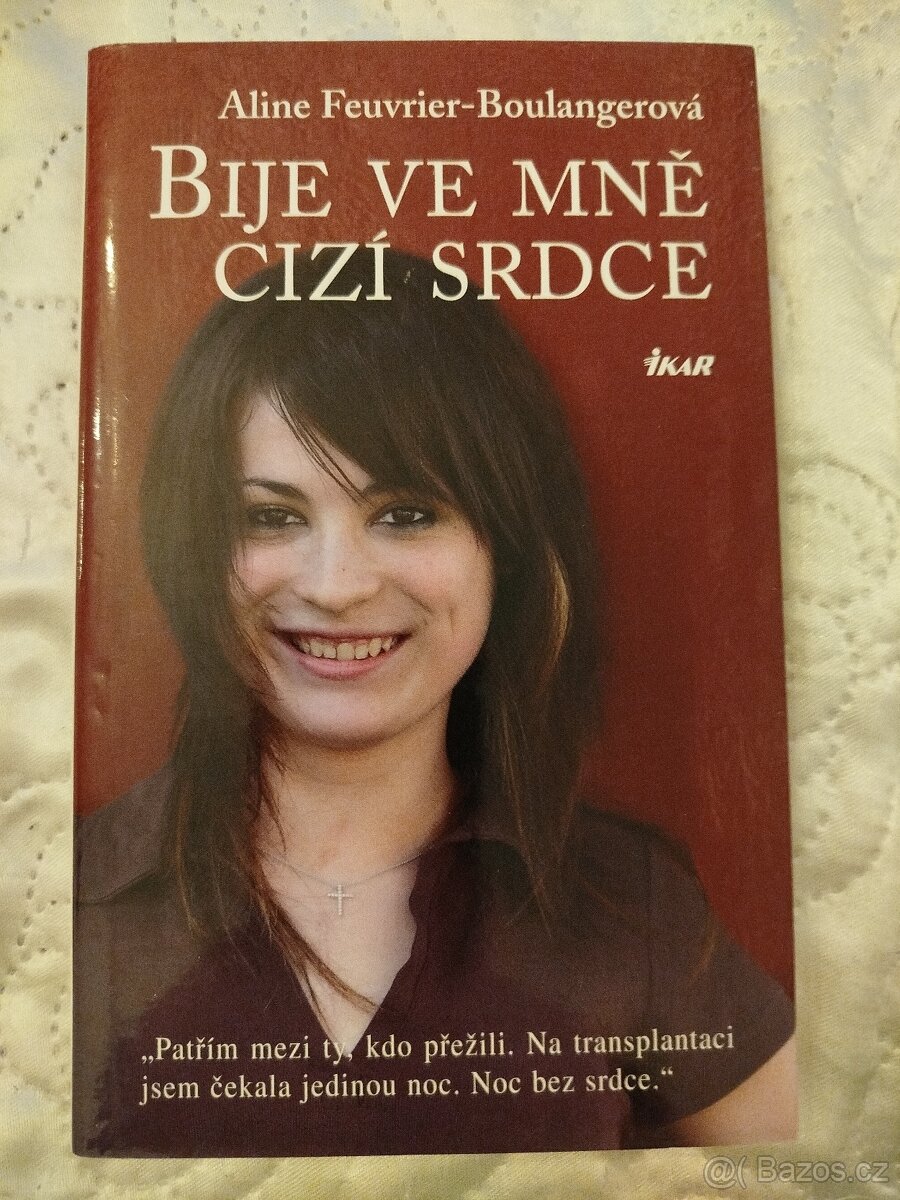 Aline Feuvrier-Boulangerová
BIJE VE MNĚ
CIZÍ SRDCE
iKAR
„Patřím mezi ty, kdo přežili. Na transplantaci
jsem čekala jedinou noc. Noc bez srdce.“
@( Bazos.cz